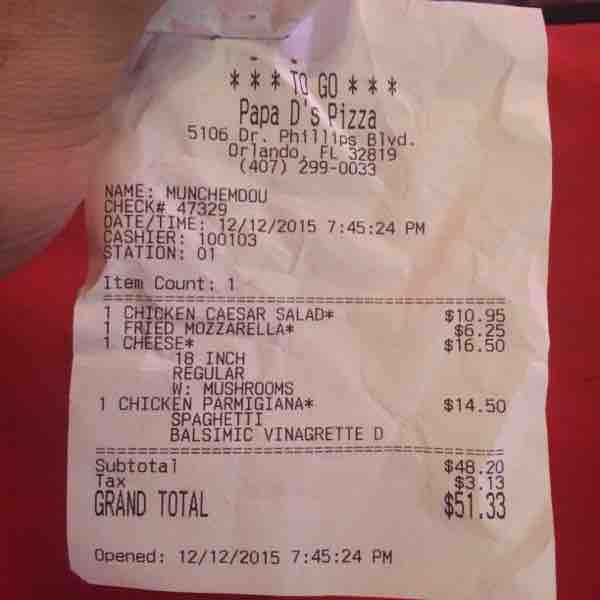 * * * TO GO * * *
Papa D's Pizza
5106 Dr. Phillips Blvd.
Orlando, FL 32819
(407) 299-0033
NAME: MUNCHEMDOU
CHECK# 47329
DATE/TIME: 12/12/2015 7:45:24 PM
CASHIER: 100103
STATION: 01
Item Count: 1
1 CHICKEN CAESAR SALAD* $10.95
1 FRIED MOZZARELLA* $6.25
1 CHEESE* $16.50
18 INCH
REGULAR
W: MUSHROOMS
1 CHICKEN PARMIGIANA* $14.50
SPAGHETTI
BALSIMIC VINAGRETTE D
Subtotal $48.20
Tax $3.13
GRAND TOTAL $51.33
Opened: 12/12/2015 7:45:24 PM